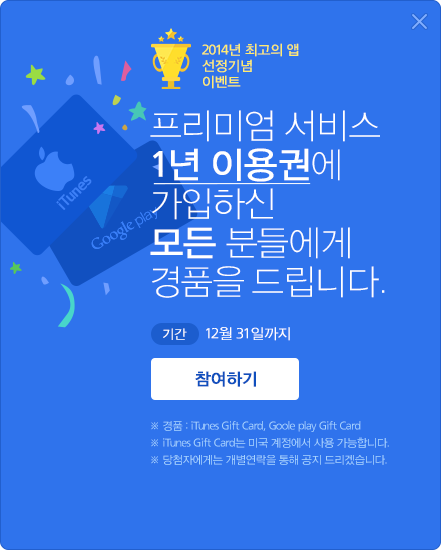 2014년 최고의 앱
선정기념
이벤트
프리미엄 서비스
1년 이용권에
가입하신
모든 분들에게
경품을 드립니다.
iTunes
Google play
기간 12월 31일까지
참여하기
※ 경품 : iTunes Gift Card, Goole play Gift Card
※ iTunes Gift Card는 미국 계정에서 사용 가능합니다.
※ 당첨자에게는 개별연락을 통해 공지 드리겠습니다.